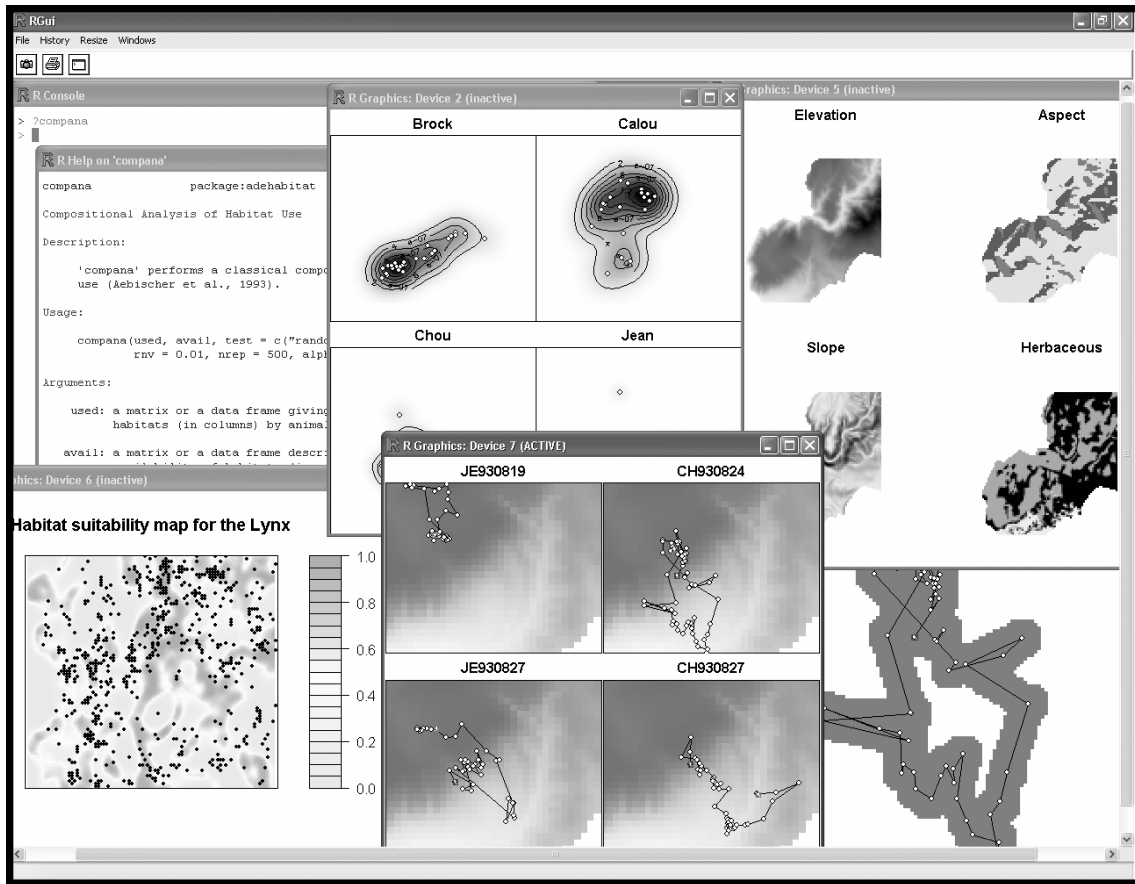 RGui
File History Resize Windows
R Console
> ?compana
>
R Help on 'compana'
compana package:adehabitat
Compositional Analysis of Habitat Use
Description:
'compana' performs a classical compo
use (Aebischer et al., 1993).
Usage:
compana(used, avail, test = c("rando
rnv = 0.01, nrep = 500, alph
Arguments:
used: a matrix or a data frame giving
habitats (in columns) by animal
avail: a matrix or a data frame descri
R Graphics: Device 2 (inactive)
Brock Calou
Chou Jean
Graphics: Device 5 (inactive)
Elevation Aspect
Slope Herbaceous
hics: Device 6 (inactive)
Habitat suitability map for the Lynx
1.0
0.8
0.6
0.4
0.2
0.0
R Graphics: Device 7 (ACTIVE)
JE930819 CH930824
JE930827 CH930827